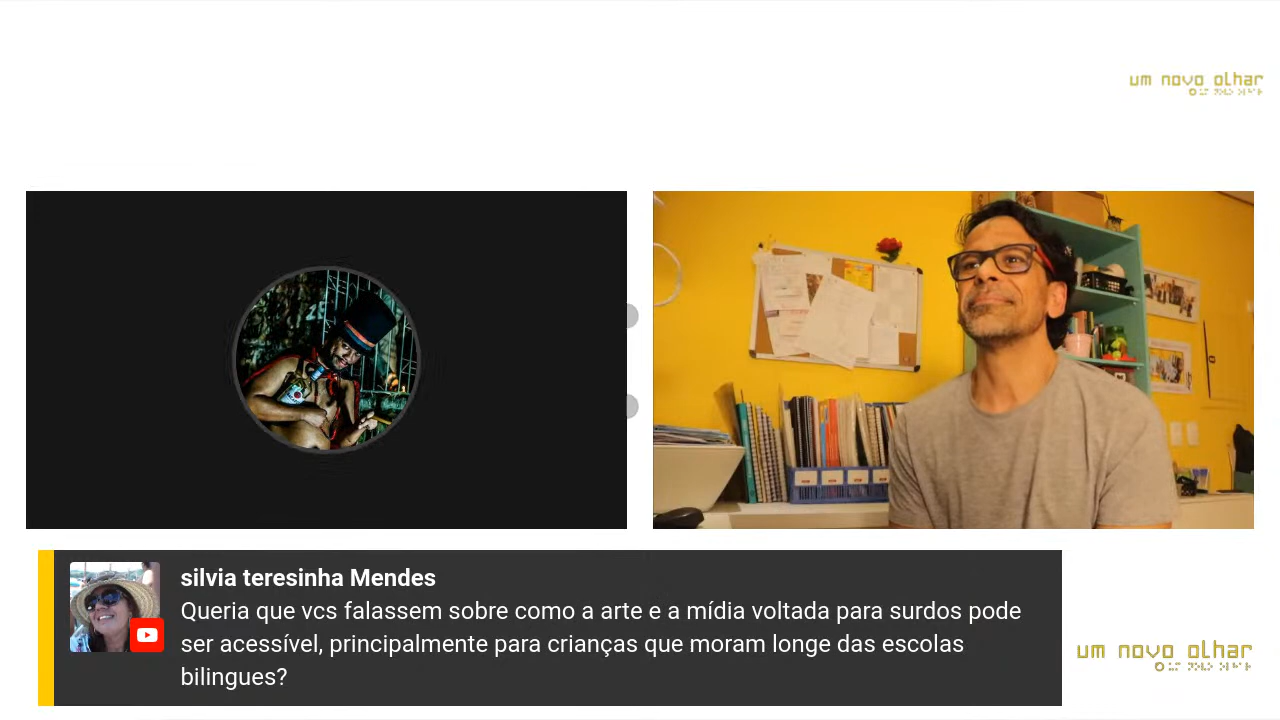 um novo olhar
silvia teresinha Mendes
Queria que vcs falassem sobre como a arte e a mídia voltada para surdos pode
ser acessível, principalmente para crianças que moram longe das escolas
bilingues?
um novo olhar